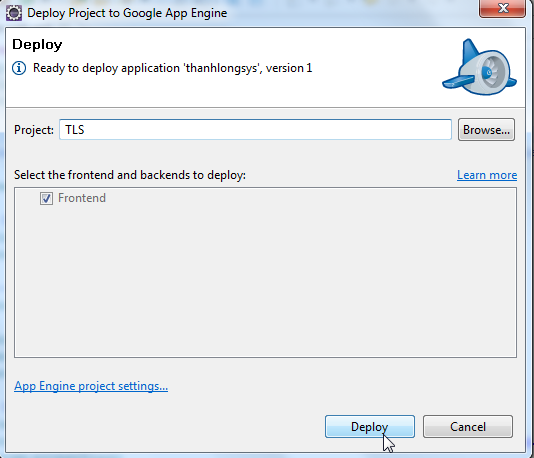 Deploy Project to Google App Engine
Deploy
Ready to deploy application 'thanhlongsys', version 1
Project: TLS Browse...
Select the frontend and backends to deploy: Learn more
Frontend
App Engine project settings...
Deploy Cancel